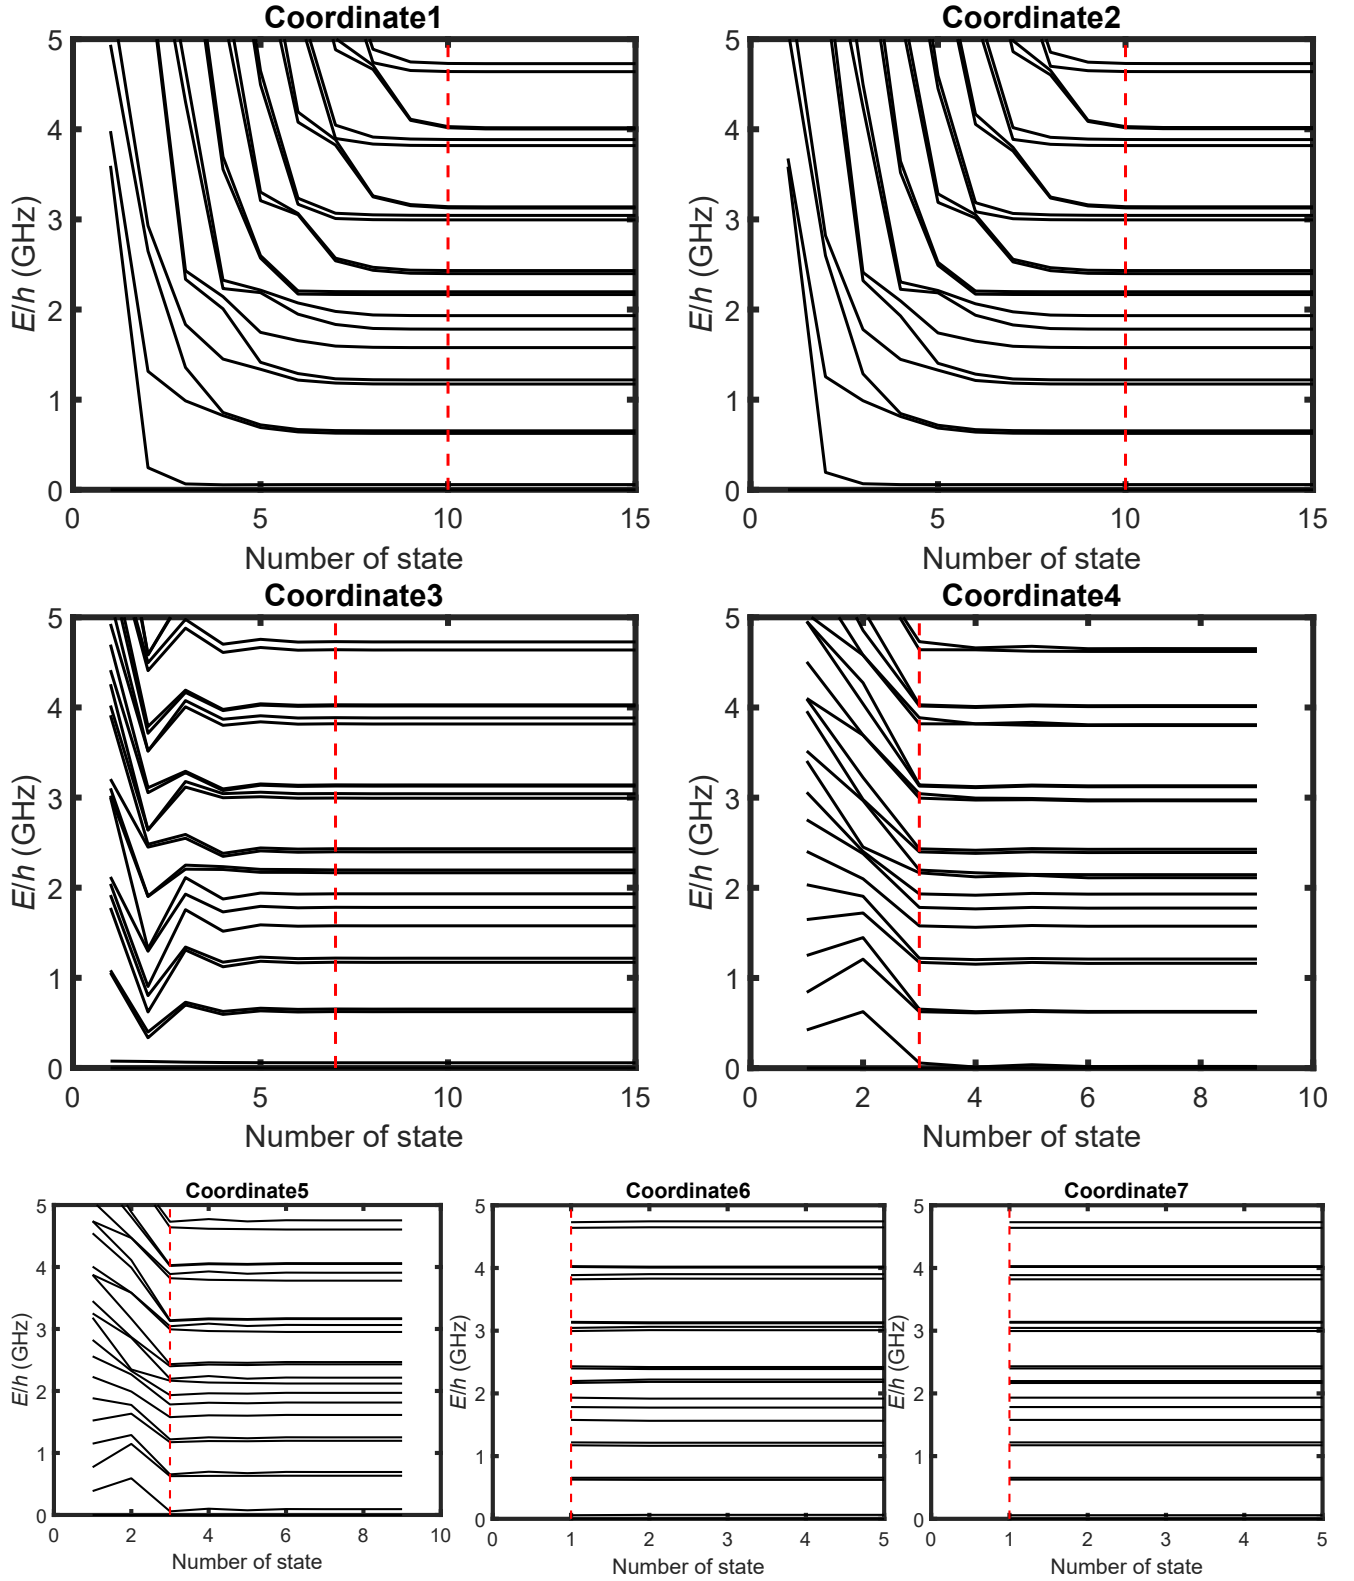 Coordinate1
5
4
3
2
1
0
E/h (GHz)
0 5 10 15
Number of state
Coordinate2
5
4
3
2
1
0
E/h (GHz)
0 5 10 15
Number of state
Coordinate3
5
4
3
2
1
0
E/h (GHz)
0 5 10 15
Number of state
Coordinate4
5
4
3
2
1
0
E/h (GHz)
0 2 4 6 8 10
Number of state
Coordinate5
5
4
3
2
1
0
E/h (GHz)
0 2 4 6 8 10
Number of state
Coordinate6
5
4
3
2
1
0
E/h (GHz)
0 1 2 3 4 5
Number of state
Coordinate7
5
4
3
2
1
0
E/h (GHz)
0 1 2 3 4 5
Number of state